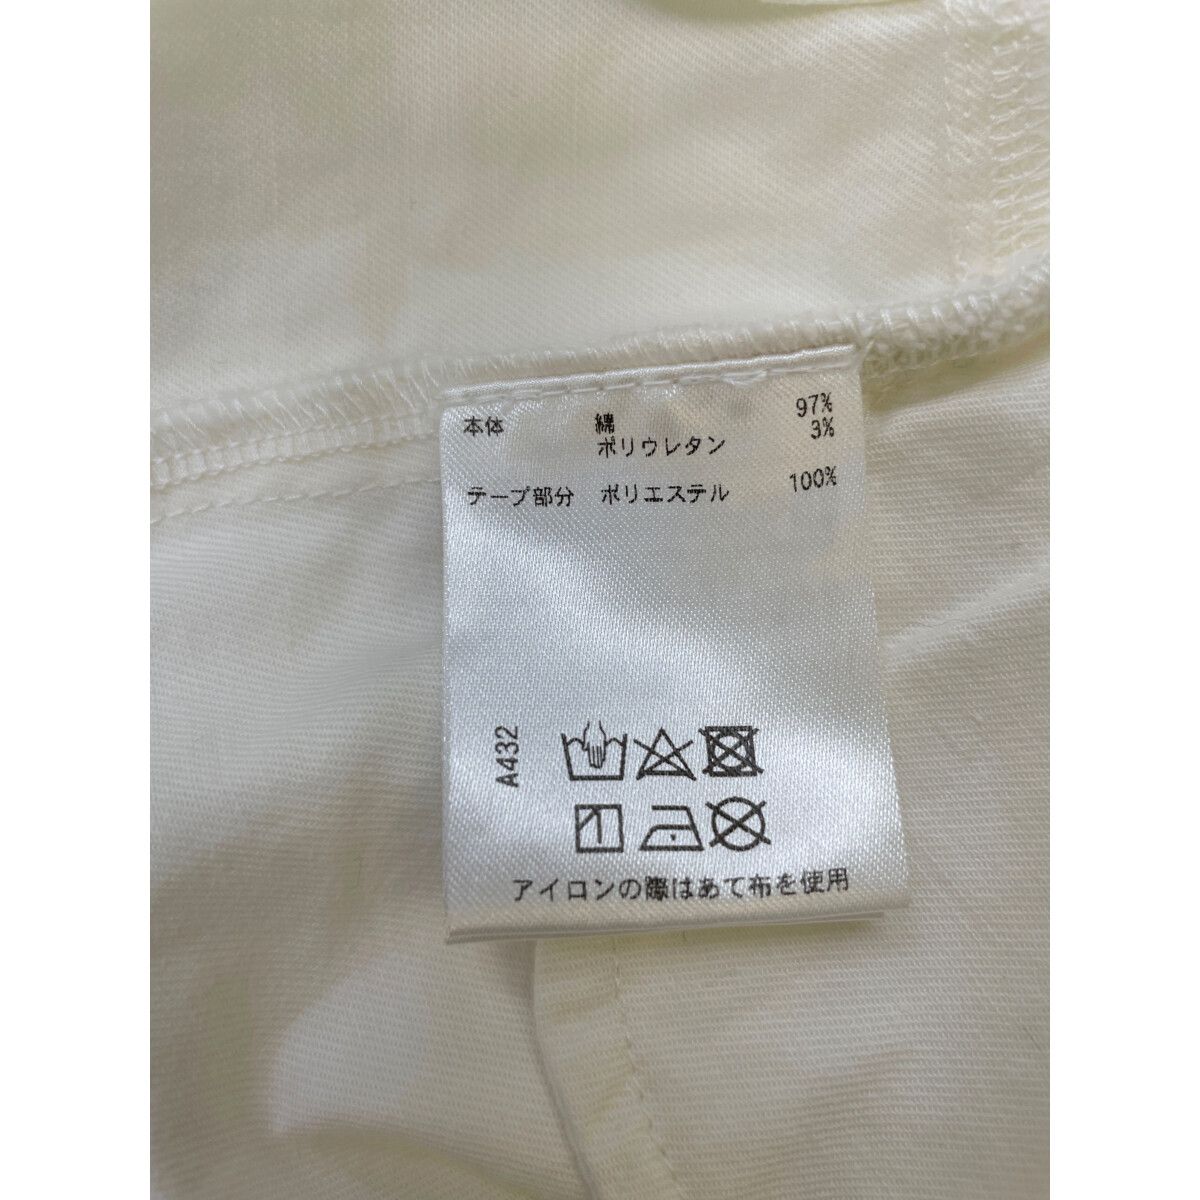 本体 綿 97%
ポリウレタン 3%
テープ部分 ポリエステル 100%
A432
アイロンの際はあて布を使用